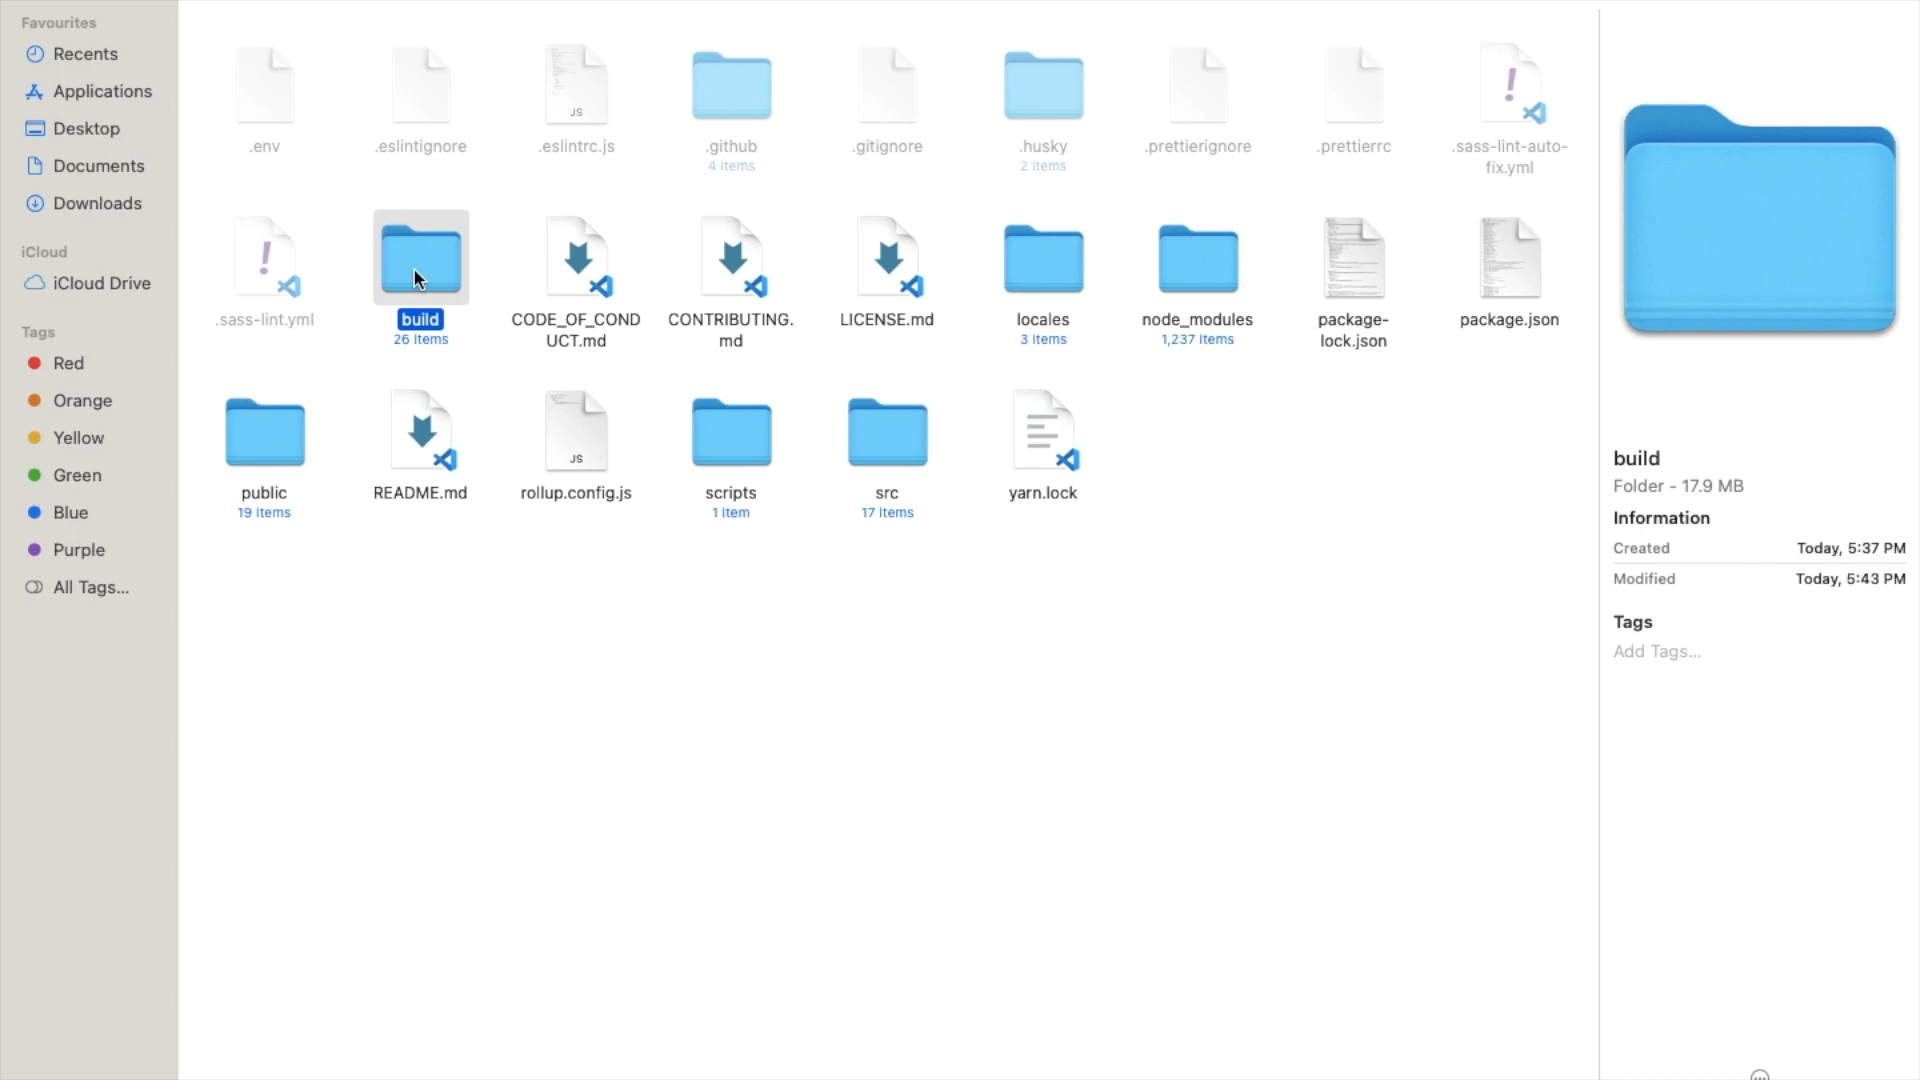 Favourites
Recents
Applications
Desktop
Documents
Downloads
iCloud
iCloud Drive
Tags
Red
Orange
Yellow
Green
Blue
Purple
All Tags...
.env
.eslintignore
JS
.eslintrc.js
.github
4 items
.gitignore
.husky
2 items
.prettierignore
.prettierrc
.sass-lint-auto-
fix.yml
.sass-lint.yml
build
26 items
CODE_OF_COND
UCT.md
CONTRIBUTING.
md
LICENSE.md
locales
3 items
node_modules
1,237 items
package-
lock.json
package.json
public
19 items
README.md
JS
rollup.config.js
scripts
1 item
src
17 items
yarn.lock
build
Folder - 17.9 MB
Information
Created Today, 5:37 PM
Modified Today, 5:43 PM
Tags
Add Tags...